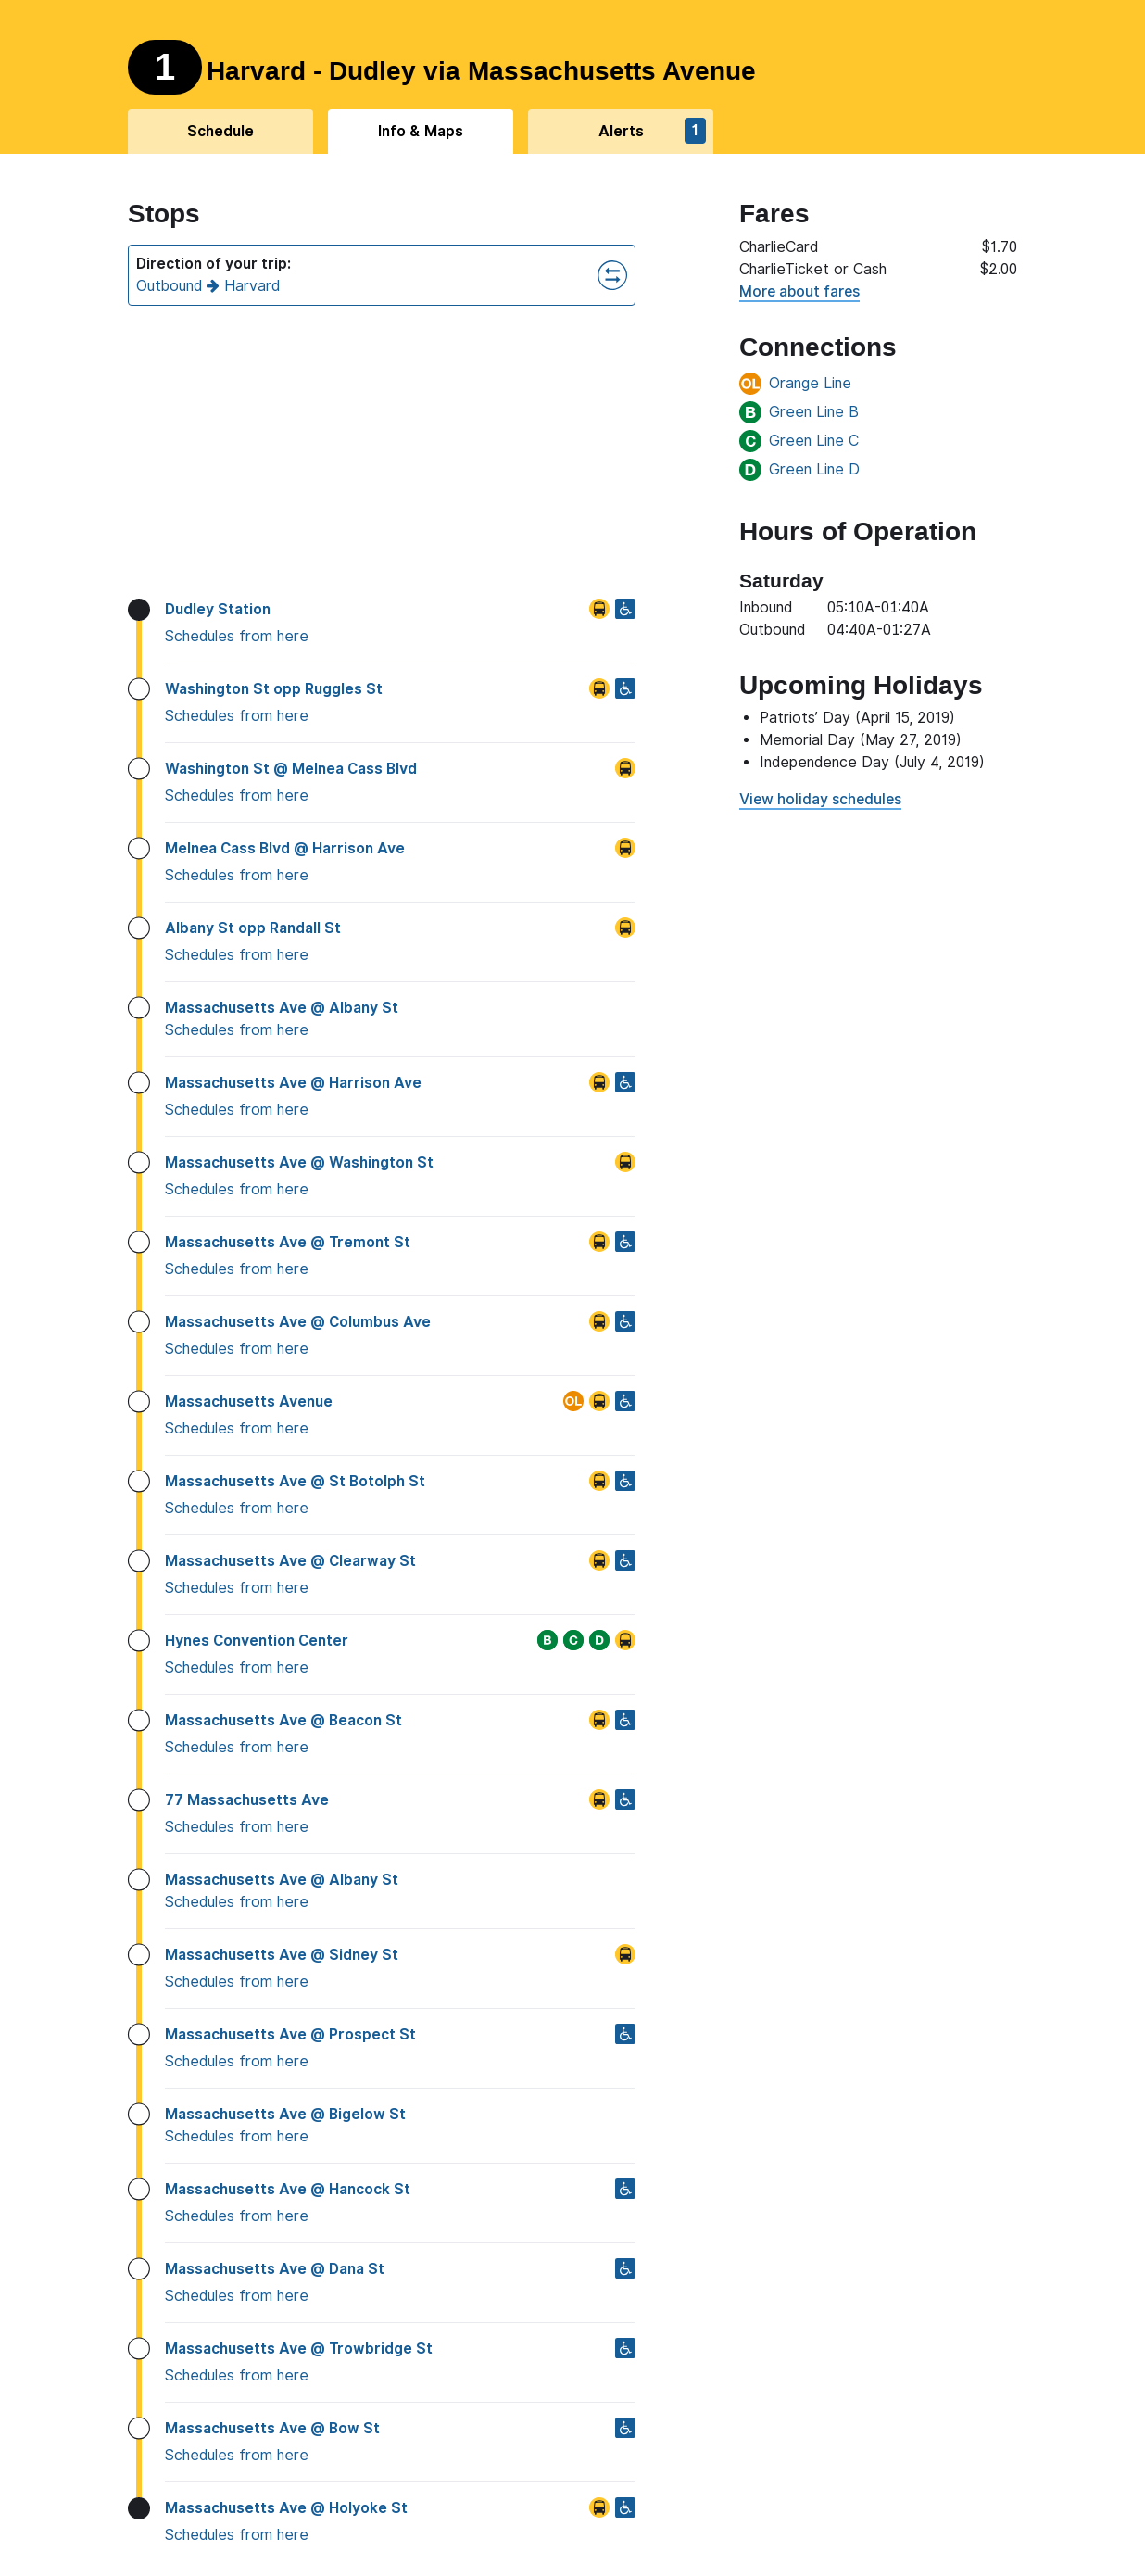 1 Harvard - Dudley via Massachusetts Avenue
Schedule
Info & Maps
Alerts 1
Stops
Direction of your trip:
Outbound Harvard
Dudley Station
Schedules from here
Washington St opp Ruggles St
Schedules from here
Washington St @ Melnea Cass Blvd
Schedules from here
Melnea Cass Blvd @ Harrison Ave
Schedules from here
Albany St opp Randall St
Schedules from here
Massachusetts Ave @ Albany St
Schedules from here
Massachusetts Ave @ Harrison Ave
Schedules from here
Massachusetts Ave @ Washington St
Schedules from here
Massachusetts Ave @ Tremont St
Schedules from here
Massachusetts Ave @ Columbus Ave
Schedules from here
Massachusetts Avenue OL
Schedules from here
Massachusetts Ave @ St Botolph St
Schedules from here
Massachusetts Ave @ Clearway St
Schedules from here
Hynes Convention Center B C D
Schedules from here
Massachusetts Ave @ Beacon St
Schedules from here
77 Massachusetts Ave
Schedules from here
Massachusetts Ave @ Albany St
Schedules from here
Massachusetts Ave @ Sidney St
Schedules from here
Massachusetts Ave @ Prospect St
Schedules from here
Massachusetts Ave @ Bigelow St
Schedules from here
Massachusetts Ave @ Hancock St
Schedules from here
Massachusetts Ave @ Dana St
Schedules from here
Massachusetts Ave @ Trowbridge St
Schedules from here
Massachusetts Ave @ Bow St
Schedules from here
Massachusetts Ave @ Holyoke St
Schedules from here
Fares
CharlieCard $1.70
CharlieTicket or Cash $2.00
More about fares
Connections
OL Orange Line
B Green Line B
C Green Line C
D Green Line D
Hours of Operation
Saturday
Inbound 05:10A-01:40A
Outbound 04:40A-01:27A
Upcoming Holidays
Patriots’ Day (April 15, 2019)
Memorial Day (May 27, 2019)
Independence Day (July 4, 2019)
View holiday schedules